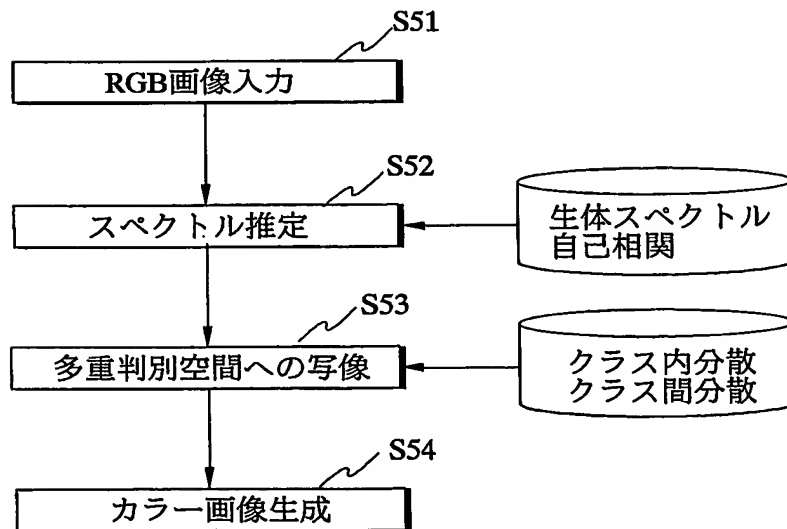 S51
RGB画像入力
S52
スペクトル推定
生体スペクトル
自己相関
S53
多重判別空間への写像
クラス内分散
クラス間分散
S54
カラー画像生成